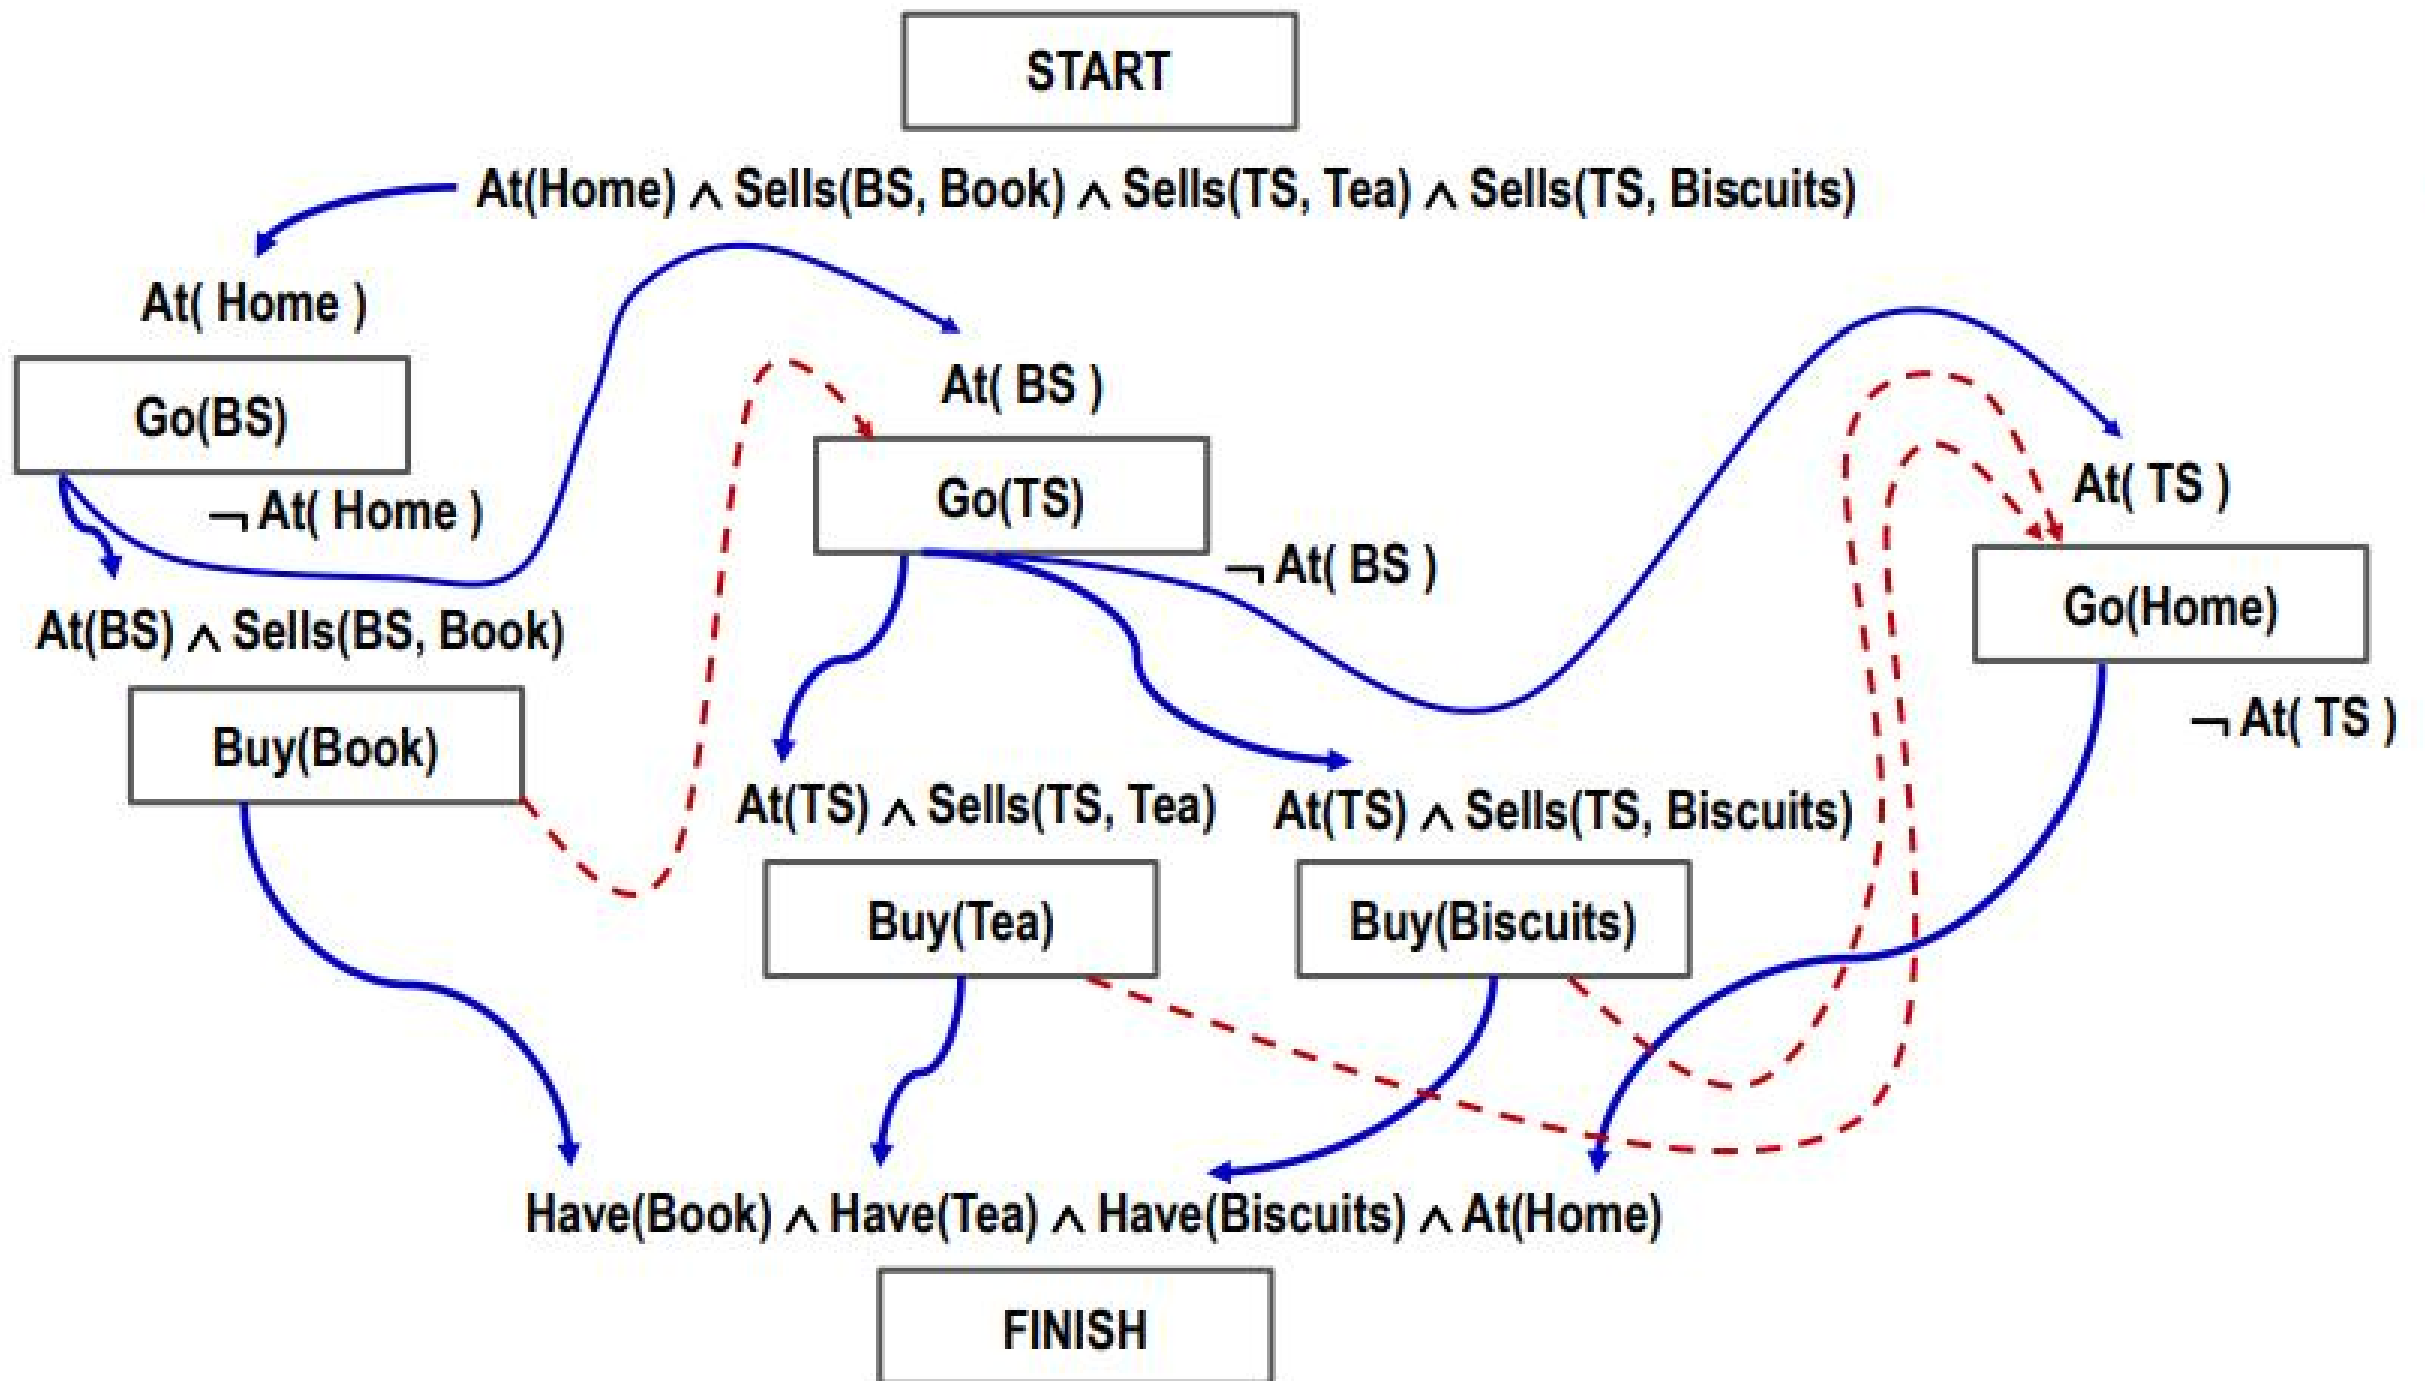 START
At(Home) ∧ Sells(BS, Book) ∧ Sells(TS, Tea) ∧ Sells(TS, Biscuits)
At( Home )
Go(BS)
¬ At( Home )
At(BS) ∧ Sells(BS, Book)
Buy(Book)
At( BS )
Go(TS)
¬ At( BS )
At(TS) ∧ Sells(TS, Tea)
Buy(Tea)
At(TS) ∧ Sells(TS, Biscuits)
Buy(Biscuits)
At( TS )
Go(Home)
¬ At( TS )
Have(Book) ∧ Have(Tea) ∧ Have(Biscuits) ∧ At(Home)
FINISH